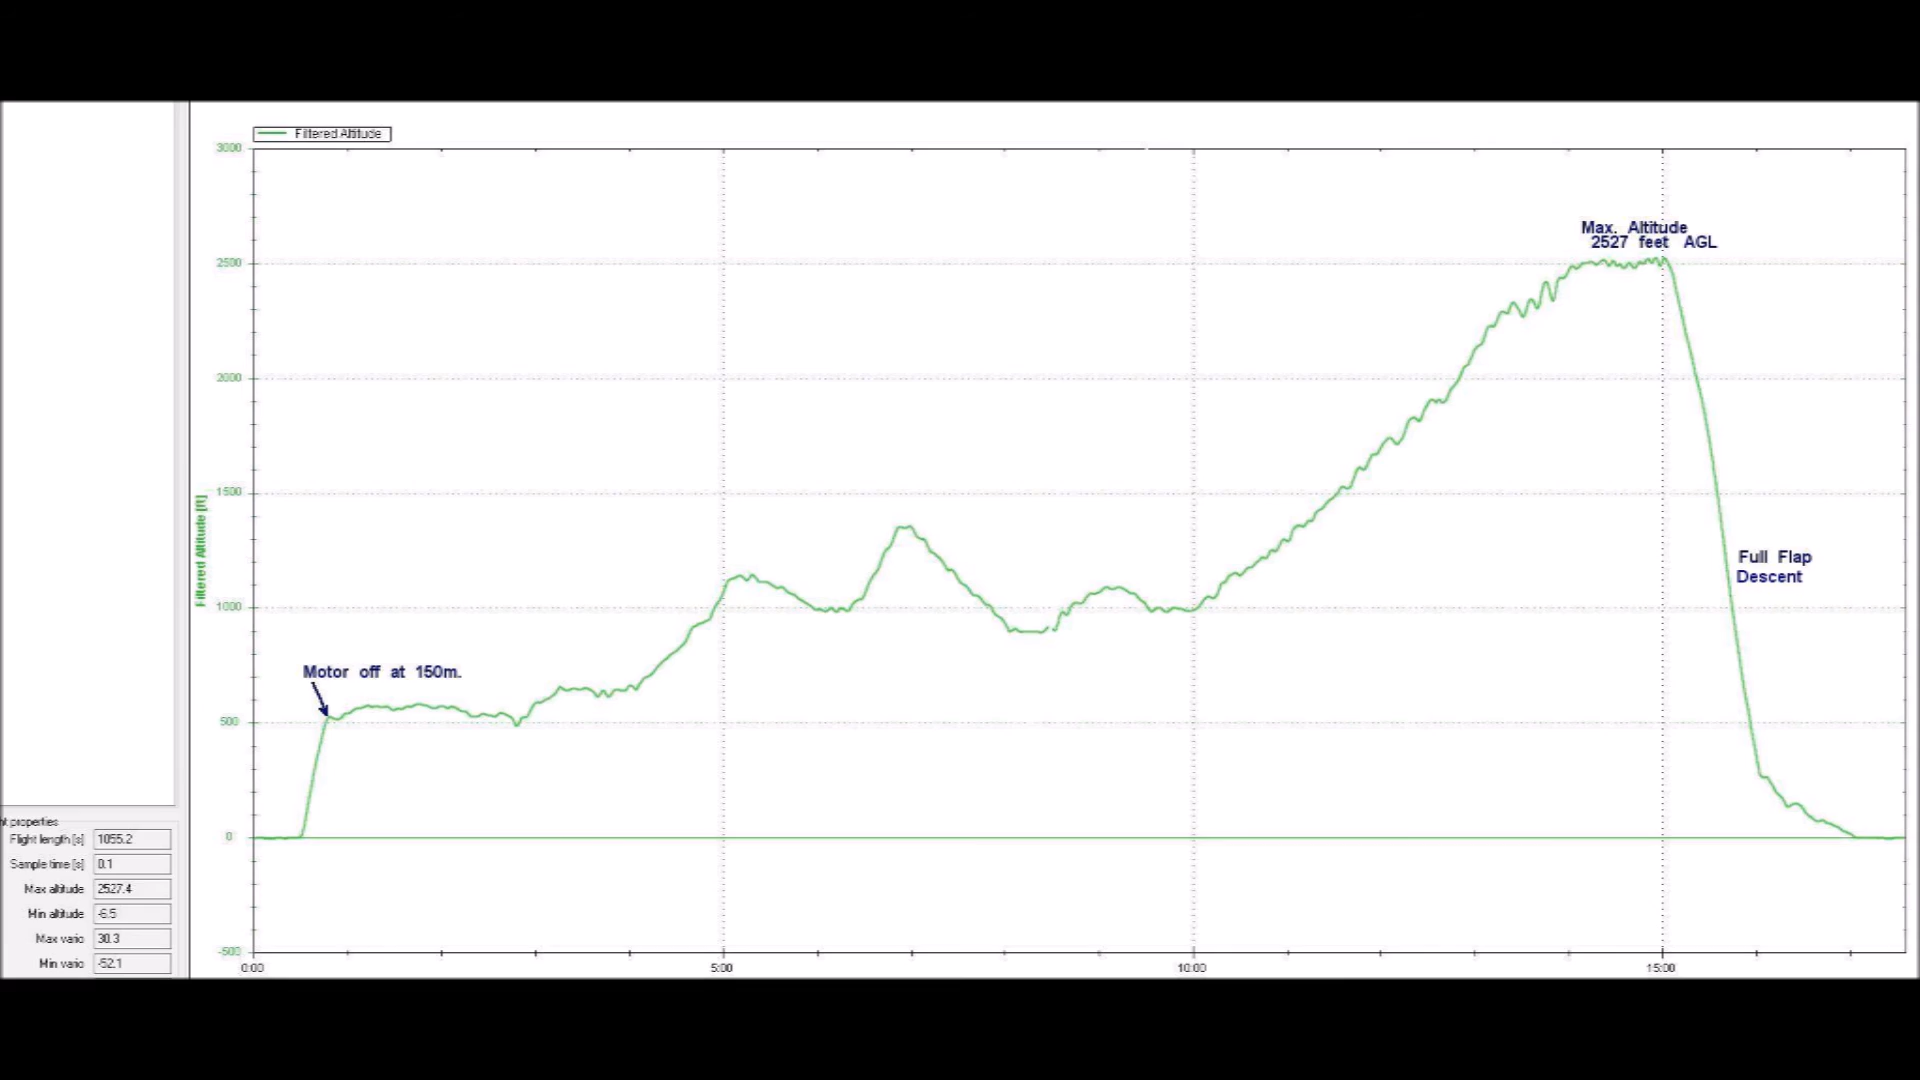 Filtered Altitude
3000
2500
2000
1500
1000
500
0
-500
Filtered Altitude [ft]
0:00
5:00
10:00
15:00
Max. Altitude
2527 feet AGL
Full Flap
Descent
Motor off at 150m.
properties
Flight length [s] 1055.2
Sample time [s] 0.1
Max altitude 2527.4
Min altitude -6.5
Max vario 30.3
Min vario -52.1